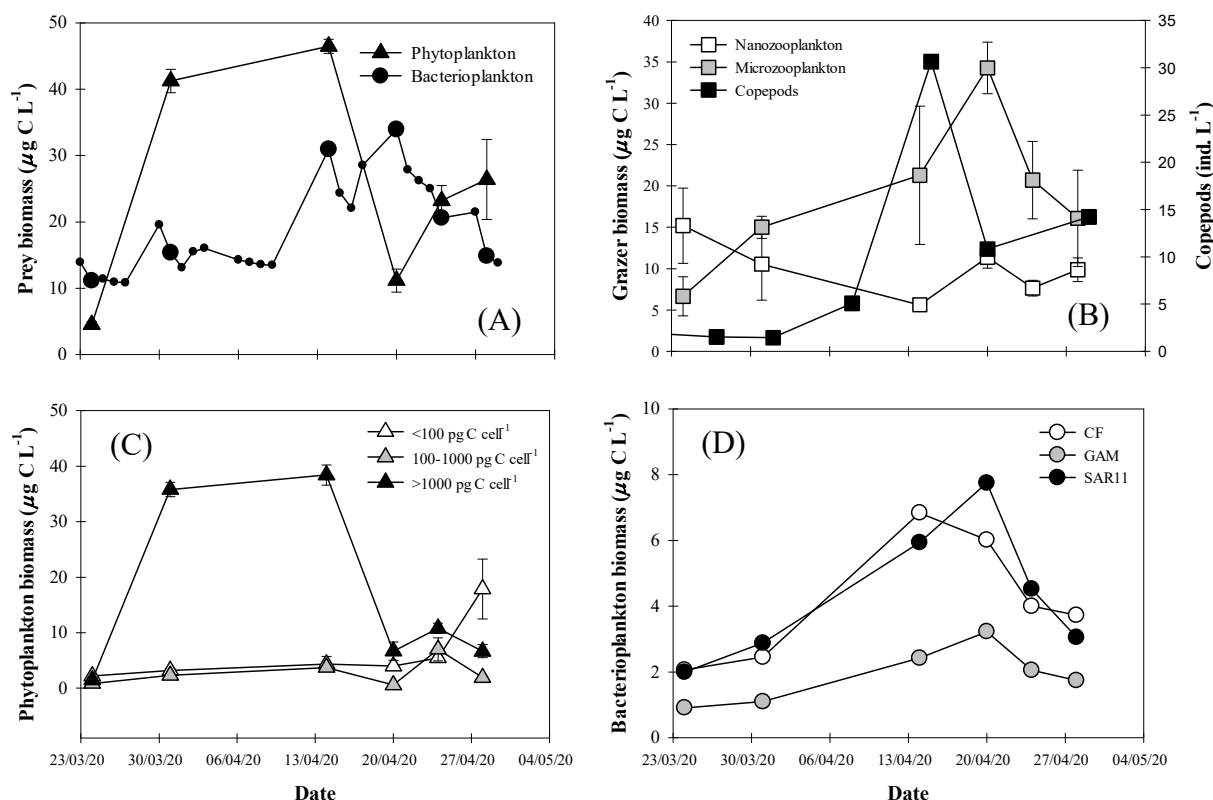 50
40
30
20
10
0
Prey biomass (µg C L-1)
Phytoplankton
Bacterioplankton
(A)
40
35
30
25
20
15
10
5
0
Grazer biomass (µg C L-1)
Nanozooplankton
Microzooplankton
Copepods
(B)
35
30
25
20
15
10
5
0
Copepods (ind. L-1)
50
40
30
20
10
0
Phytoplankton biomass (µg C L-1)
(C)
<100 pg C cell-1
100-1000 pg C cell-1
>1000 pg C cell-1
23/03/20 30/03/20 06/04/20 13/04/20 20/04/20 27/04/20 04/05/20
Date
10
8
6
4
2
0
Bacterioplankton biomass (µg C L-1)
(D)
CF
GAM
SAR11
23/03/20 30/03/20 06/04/20 13/04/20 20/04/20 27/04/20 04/05/20
Date